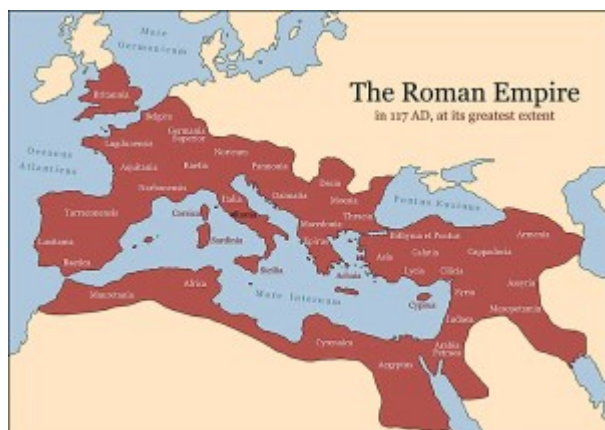 Mare
Germanicum
The Roman Empire
in 117 AD, at its greatest extent
Britannia
Belgica
Germania
Superior
Lugdunensis
Oceanus
Atlanticus
Noricum
Aquitania
Raetia
Pannonia
Narbonensis
Dacia
Pontus Euxinus
Italia
Dalmatia
Moesia
Tarraconensis
Corsica
Roma
Thracia
Macedonia
Bithynia et Pontus
Armenia
Lusitania
Sardinia
Epirus
Asia
Galatia
Cappadocia
Baetica
Sicilia
Achaia
Lycia
Cilicia
Assyria
Mauretania
Africa
Mare Internum
Cyprus
Syria
Mesopotamia
Iudaea
Cyrenaica
Arabia
Petraea
Aegyptus